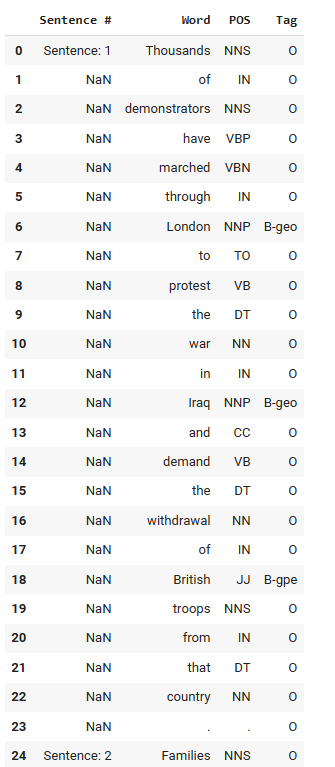 Sentence # Word POS Tag
0 Sentence: 1 Thousands NNS O
1 NaN of IN O
2 NaN demonstrators NNS O
3 NaN have VBP O
4 NaN marched VBN O
5 NaN through IN O
6 NaN London NNP B-geo
7 NaN to TO O
8 NaN protest VB O
9 NaN the DT O
10 NaN war NN O
11 NaN in IN O
12 NaN Iraq NNP B-geo
13 NaN and CC O
14 NaN demand VB O
15 NaN the DT O
16 NaN withdrawal NN O
17 NaN of IN O
18 NaN British JJ B-gpe
19 NaN troops NNS O
20 NaN from IN O
21 NaN that DT O
22 NaN country NN O
23 NaN . . O
24 Sentence: 2 Families NNS O